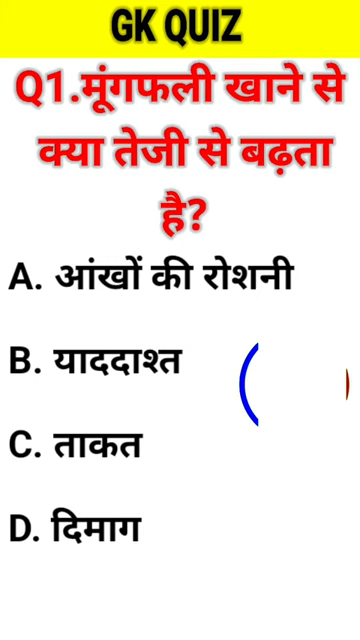 GK QUIZ
Q1.मूंगफली खाने से
क्या तेजी से बढ़ता
है?
A. आंखों की रोशनी
B. याददाश्त
C. ताकत
D. दिमाग